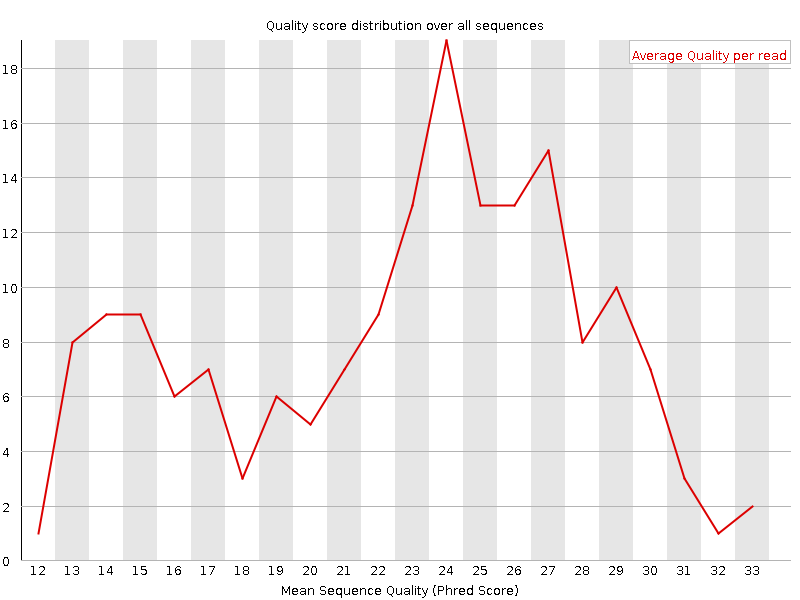 Quality score distribution over all sequences
Average Quality per read
18
16
14
12
10
8
6
4
2
0
12 13 14 15 16 17 18 19 20 21 22 23 24 25 26 27 28 29 30 31 32 33
Mean Sequence Quality (Phred Score)